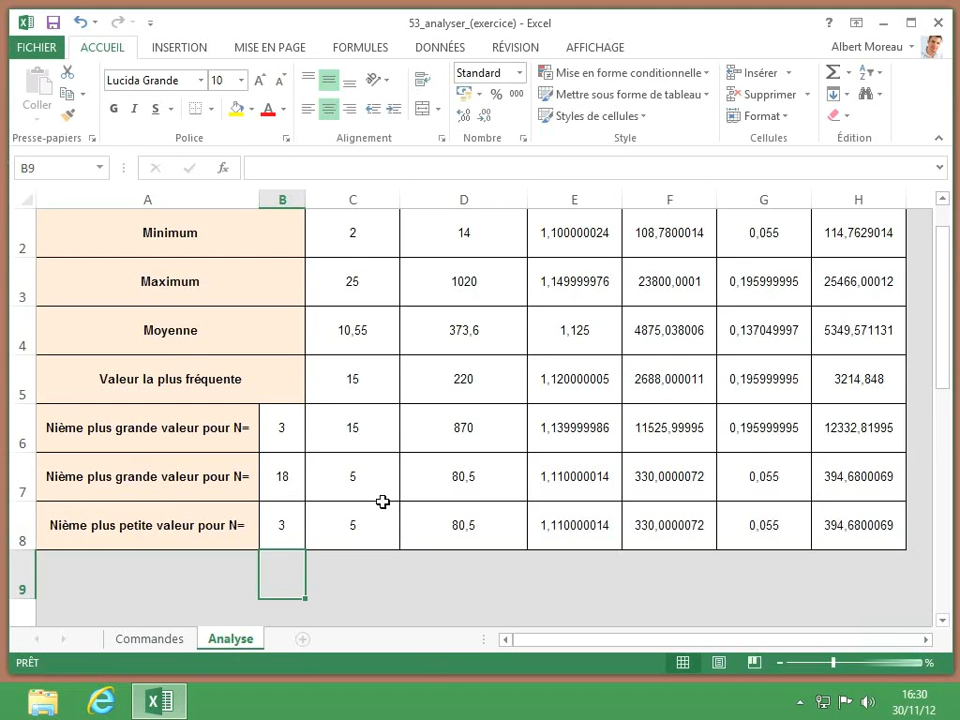 53_analyser_(exercice) - Excel
?
FICHIER ACCUEIL INSERTION MISE EN PAGE FORMULES DONNÉES RÉVISION AFFICHAGE Albert Moreau
Coller
Presse-papiers
Lucida Grande 10
G I S A
Police
Alignement
Standard
% 000
Nombre
Mise en forme conditionnelle
Mettre sous forme de tableau
Styles de cellules
Style
Insérer
Supprimer
Format
Cellules
Édition
B9 fx
A B C D E F G H
2 Minimum 2 14 1,100000024 108,7800014 0,055 114,7629014
3 Maximum 25 1020 1,149999976 23800,0001 0,195999995 25466,00012
4 Moyenne 10,55 373,6 1,125 4875,038006 0,137049997 5349,571131
5 Valeur la plus fréquente 15 220 1,120000005 2688,000011 0,195999995 3214,848
6 Nième plus grande valeur pour N= 3 15 870 1,139999986 11525,99995 0,195999995 12332,81995
7 Nième plus grande valeur pour N= 18 5 80,5 1,110000014 330,0000072 0,055 394,6800069
8 Nième plus petite valeur pour N= 3 5 80,5 1,110000014 330,0000072 0,055 394,6800069
9
Commandes Analyse
PRÊT %
16:30
30/11/12